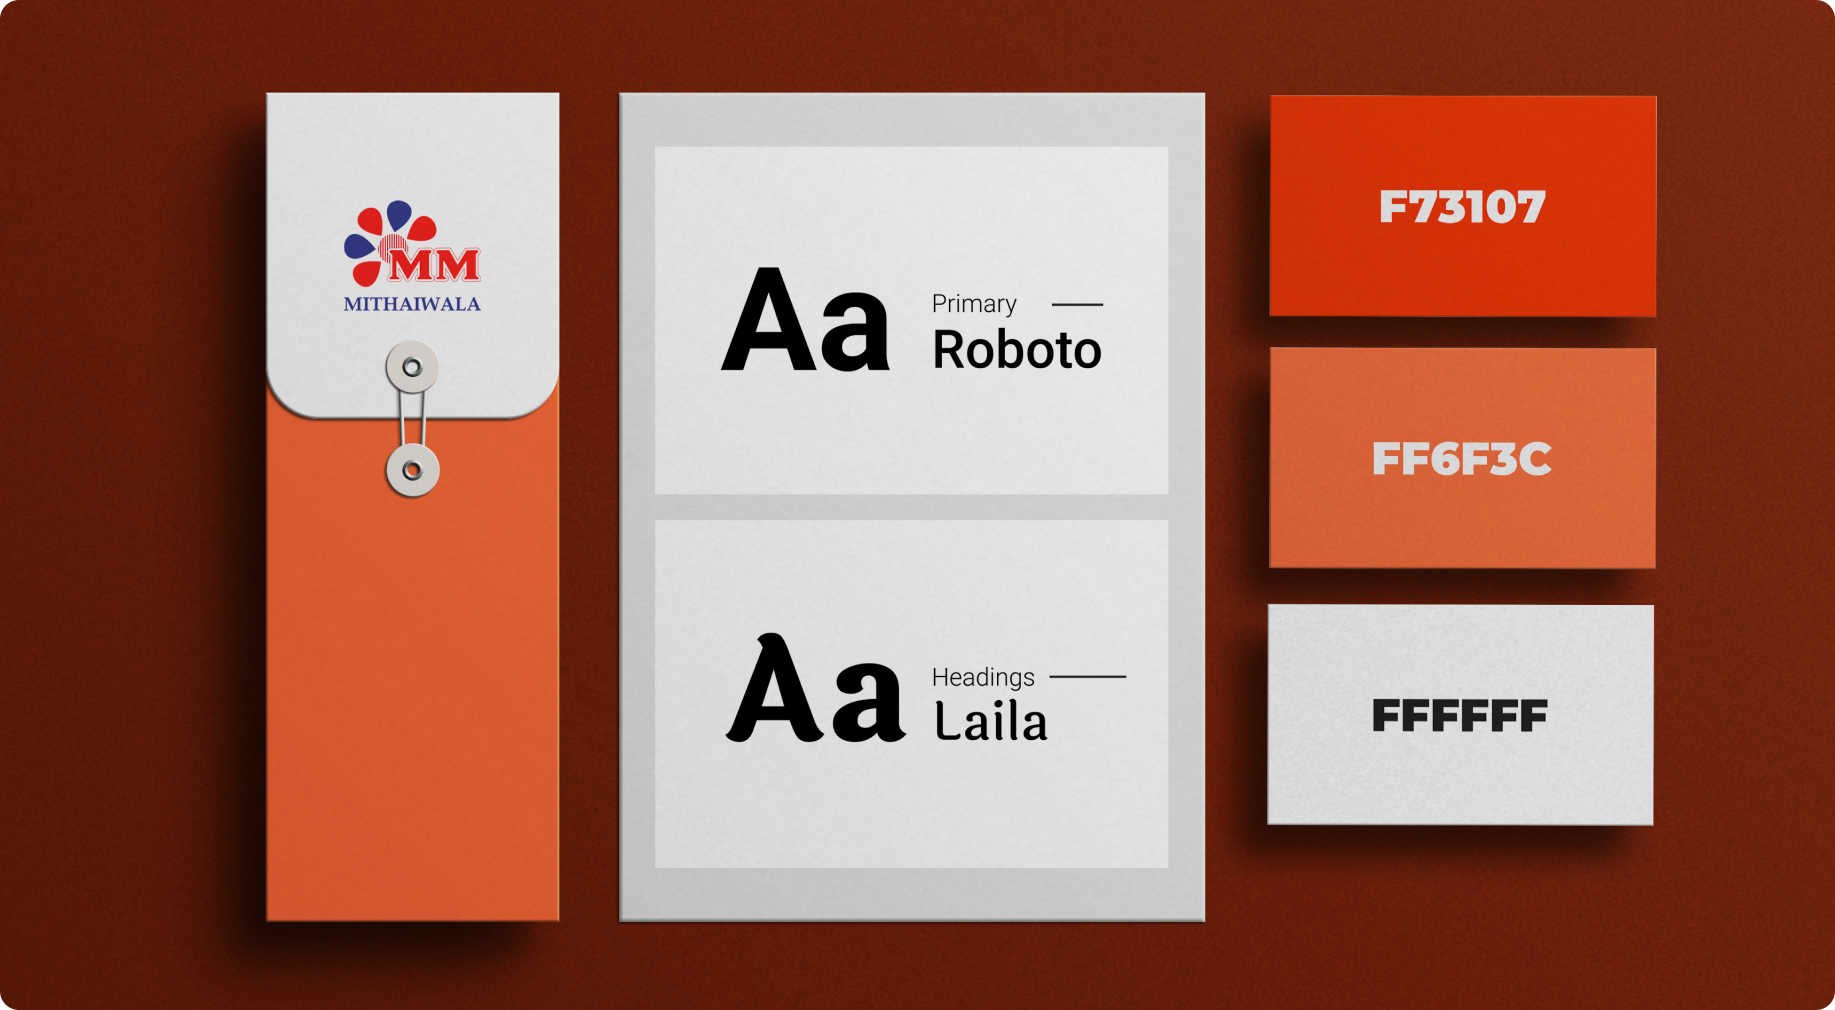 MM
MITHAIWALA
Aa
Primary
Roboto
Aa
Headings
Laila
F73107
FF6F3C
FFFFFF